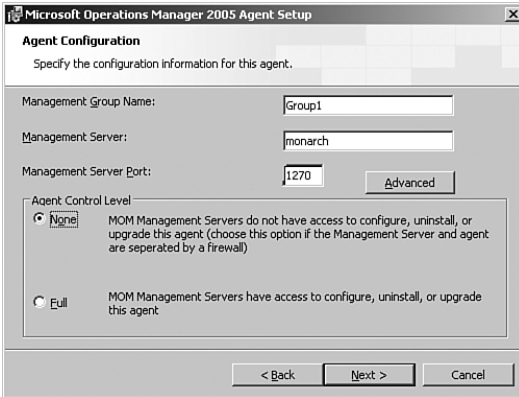 Microsoft Operations Manager 2005 Agent Setup
Agent Configuration
Specify the configuration information for this agent.
Management Group Name:
Group1
Management Server:
monarch
Management Server Port:
1270
Advanced
Agent Control Level
None
MOM Management Servers do not have access to configure, uninstall, or
upgrade this agent (choose this option if the Management Server and agent
are seperated by a firewall)
Full
MOM Management Servers have access to configure, uninstall, or upgrade
this agent
< Back
Next >
Cancel